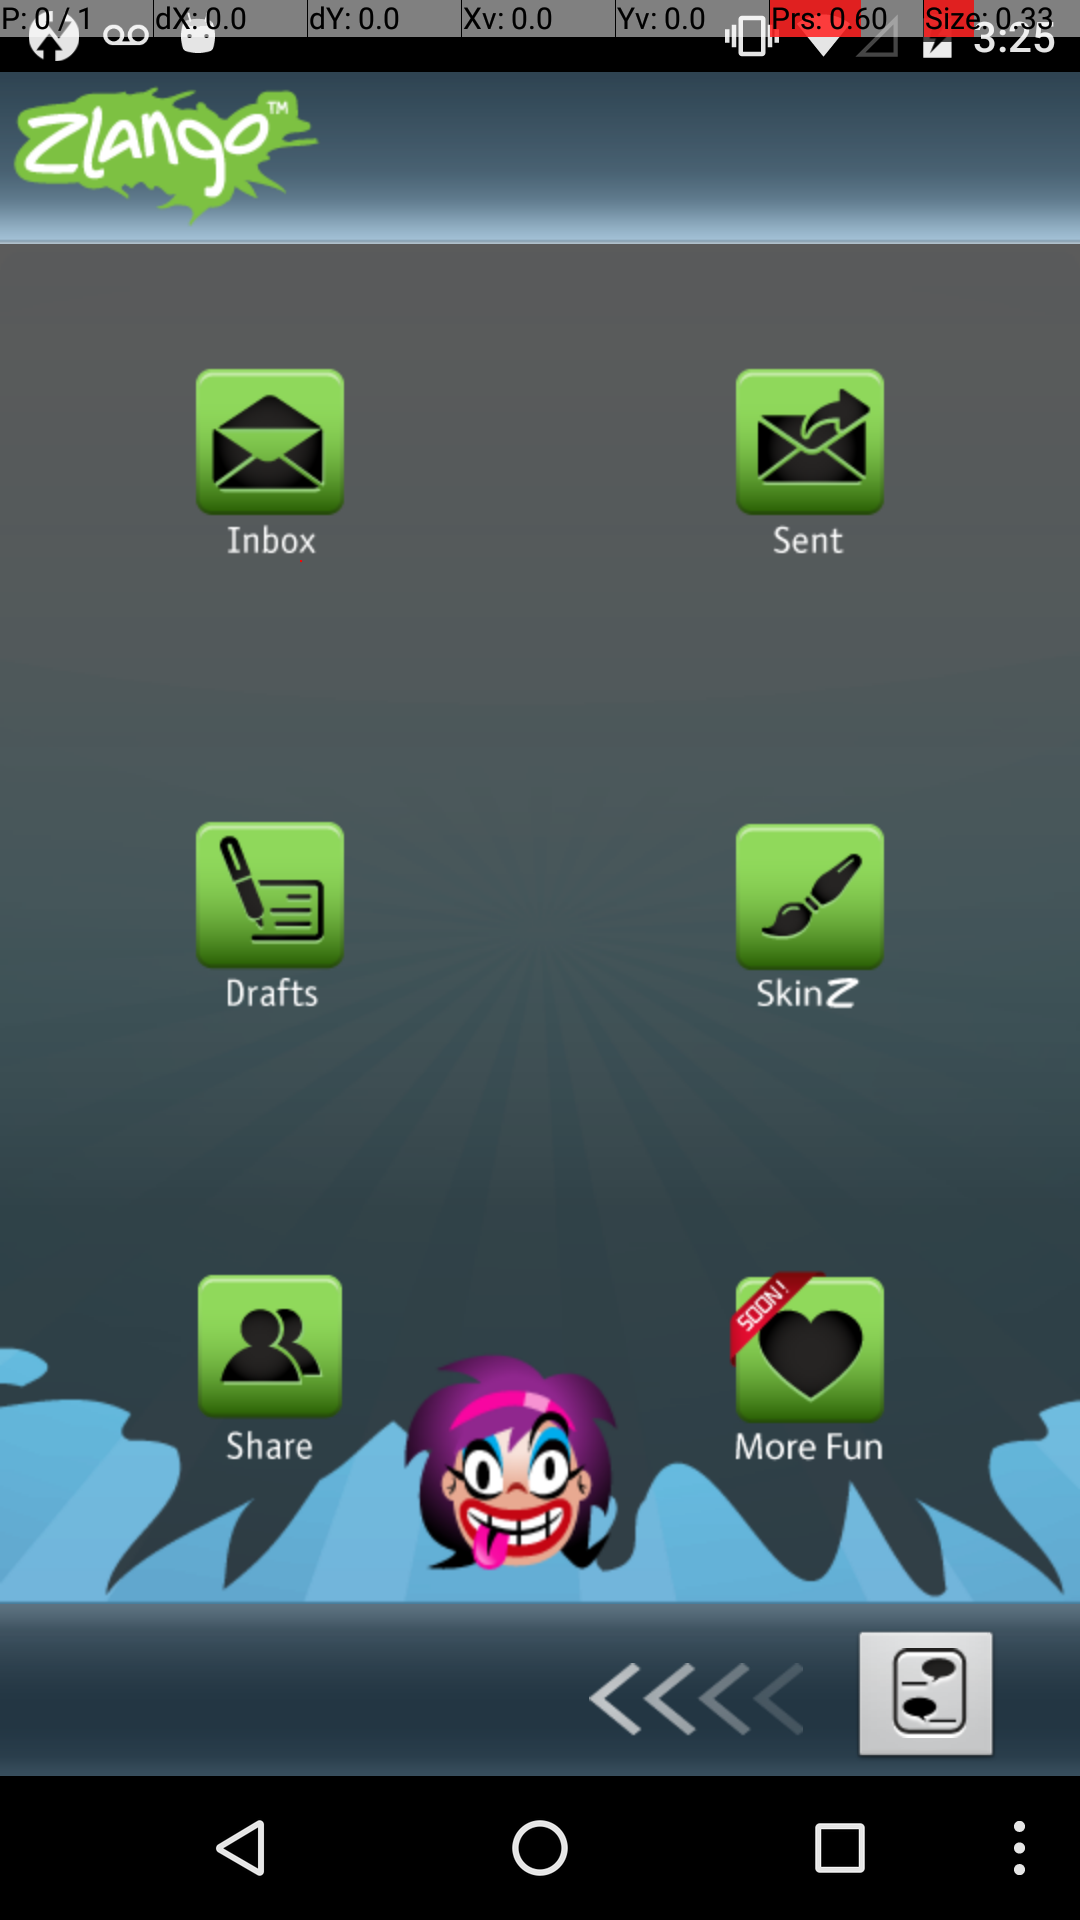 P: 0 / 1 dX: 0.0 dY: 0.0 Xv: 0.0 Yv: 0.0 Prs: 0.60 Size: 0.33
3:25
Zlango™
Inbox Sent
Drafts SkinZ
SOON!
Share More Fun